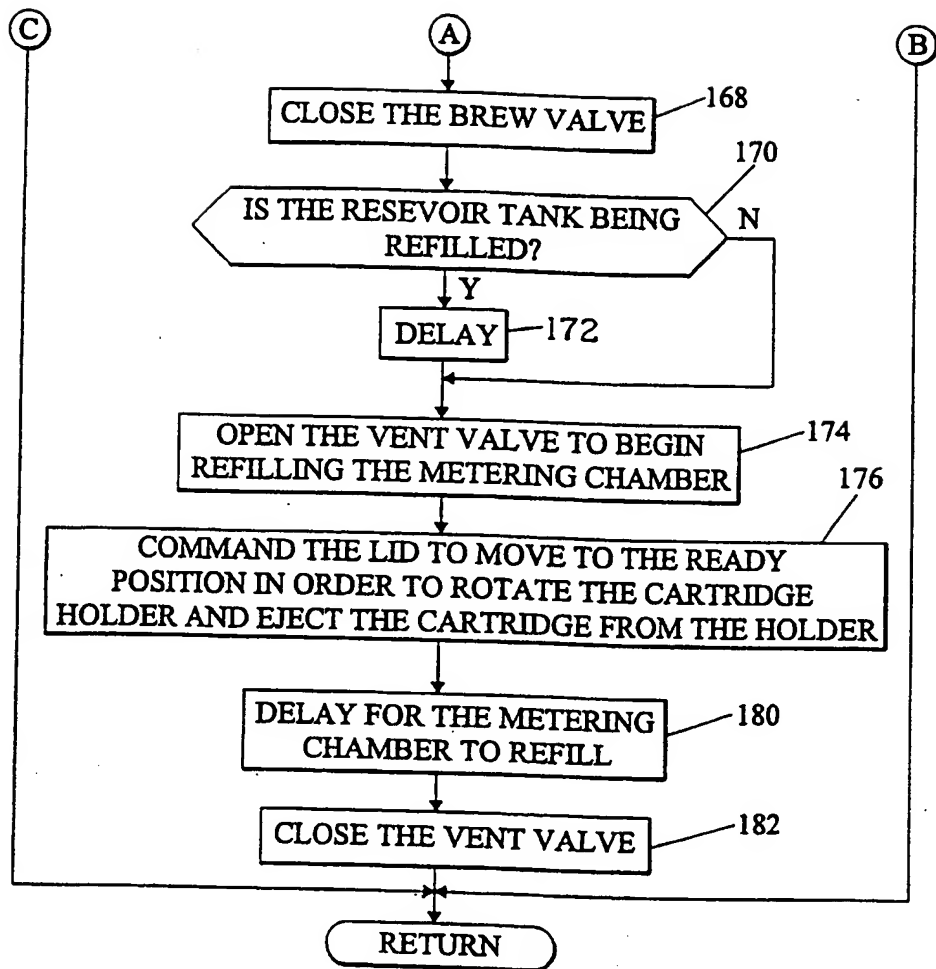 C
A
B
CLOSE THE BREW VALVE
168
170
IS THE RESEVOIR TANK BEING
REFILLED?
N
Y
DELAY
172
OPEN THE VENT VALVE TO BEGIN
REFILLING THE METERING CHAMBER
174
176
COMMAND THE LID TO MOVE TO THE READY
POSITION IN ORDER TO ROTATE THE CARTRIDGE
HOLDER AND EJECT THE CARTRIDGE FROM THE HOLDER
DELAY FOR THE METERING
CHAMBER TO REFILL
180
CLOSE THE VENT VALVE
182
RETURN